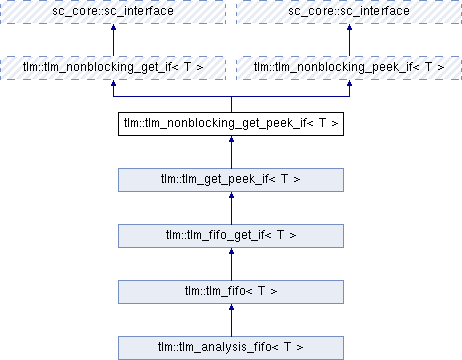 sc_core::sc_interface
sc_core::sc_interface
tlm::tlm_nonblocking_get_if< T >
tlm::tlm_nonblocking_peek_if< T >
tlm::tlm_nonblocking_get_peek_if< T >
tlm::tlm_get_peek_if< T >
tlm::tlm_fifo_get_if< T >
tlm::tlm_fifo< T >
tlm::tlm_analysis_fifo< T >